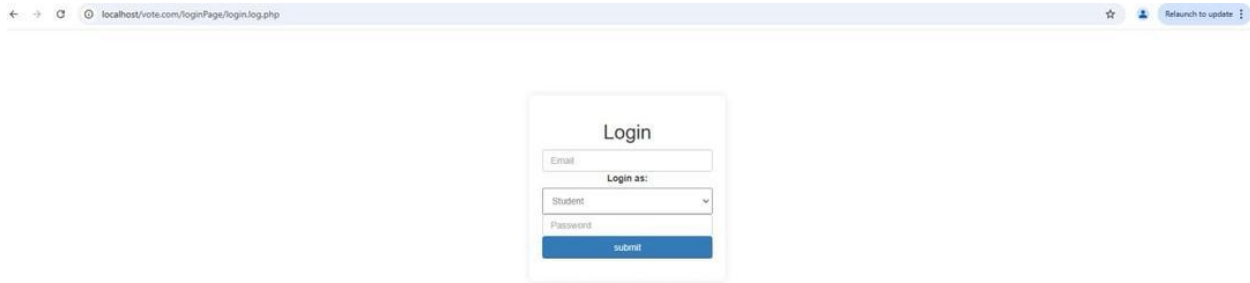 localhost/vote.com/loginPage/login.log.php
Relaunch to update
Login
Email
Login as:
Student
Password
submit